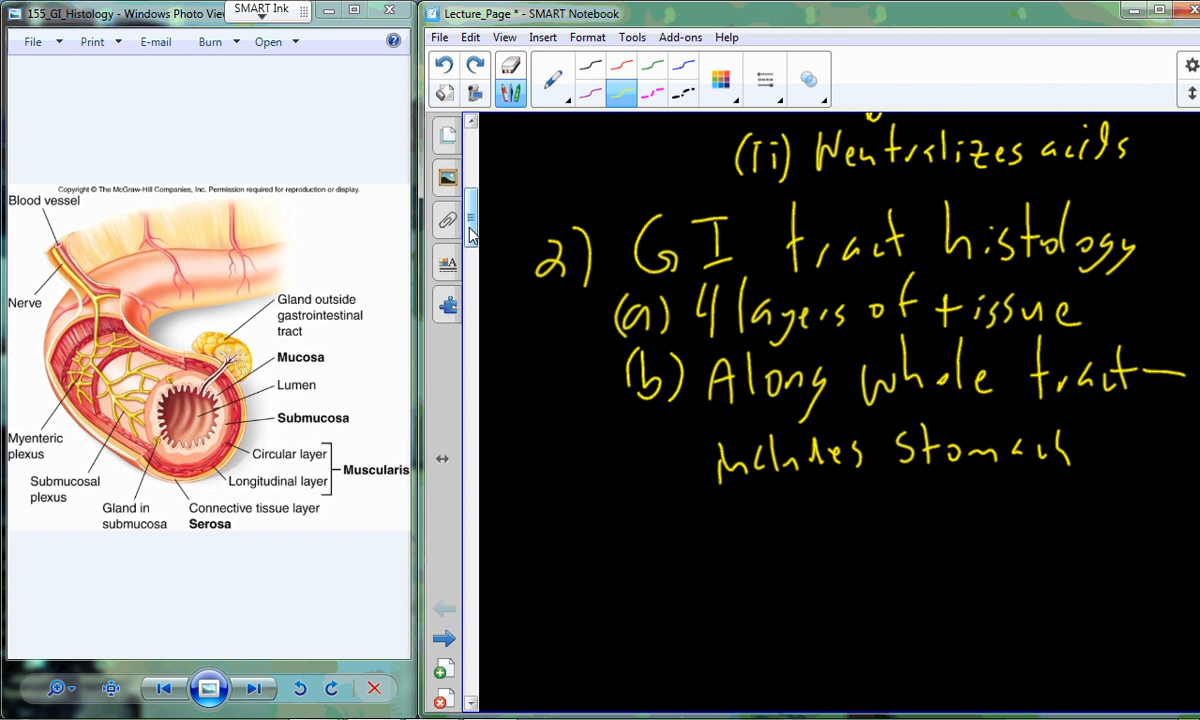 155_GI_Histology - Windows Photo View
SMART Ink
File Print E-mail Burn Open
Copyright © The McGraw-Hill Companies, Inc. Permission required for reproduction or display.
Blood vessel
Nerve
Gland outside
gastrointestinal
tract
Mucosa
Lumen
Submucosa
Myenteric
plexus
Circular layer
Muscularis
Longitudinal layer
Submucosal
plexus
Gland in
submucosa
Connective tissue layer
Serosa
Lecture_Page * - SMART Notebook
File Edit View Insert Format Tools Add-ons Help
(ii) Neutralizes acids
2) GI tract histology
(a) 4 layers of tissue
(b) Along whole tract—
includes stomach